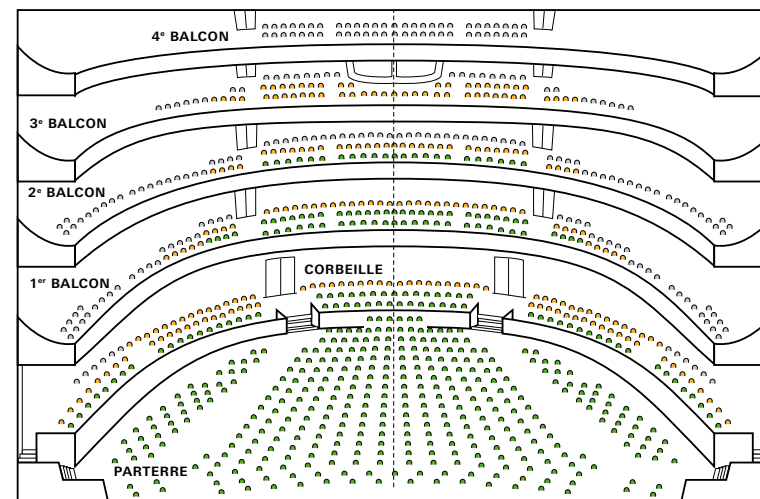 4ᵉ BALCON
3ᵉ BALCON
2ᵉ BALCON
1ᵉʳ BALCON
CORBEILLE
PARTERRE